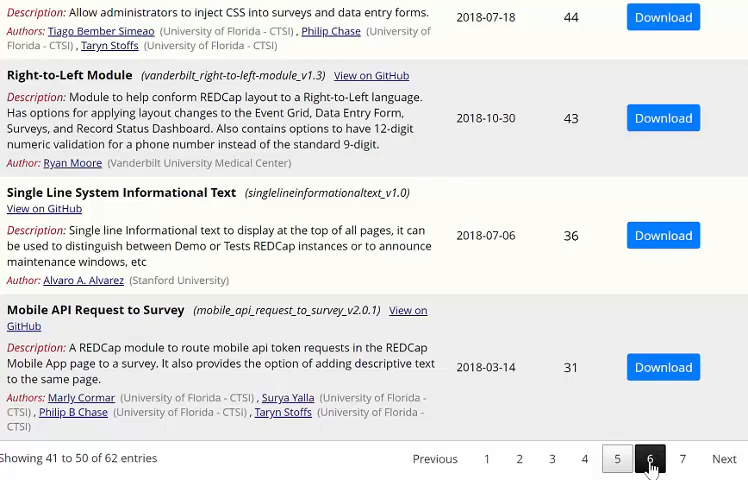 Description: Allow administrators to inject CSS into surveys and data entry forms.
Authors: Tiago Bember Simeao (University of Florida - CTSI) , Philip Chase (University of
Florida - CTSI) , Taryn Stoffs (University of Florida - CTSI)
2018-07-18 44 Download
Right-to-Left Module (vanderbilt_right-to-left-module_v1.3) View on GitHub
Description: Module to help conform REDCap layout to a Right-to-Left language.
Has options for applying layout changes to the Event Grid, Data Entry Form,
Surveys, and Record Status Dashboard. Also contains options to have 12-digit
numeric validation for a phone number instead of the standard 9-digit.
Author: Ryan Moore (Vanderbilt University Medical Center)
2018-10-30 43 Download
Single Line System Informational Text (singlelineinformationaltext_v1.0)
View on GitHub
Description: Single line Informational text to display at the top of all pages, it can
be used to distinguish between Demo or Tests REDCap instances or to announce
maintenance windows, etc
Author: Alvaro A. Alvarez (Stanford University)
2018-07-06 36 Download
Mobile API Request to Survey (mobile_api_request_to_survey_v2.0.1) View on
GitHub
Description: A REDCap module to route mobile api token requests in the REDCap
Mobile App page to a survey. It also provides the option of adding descriptive text
to the same page.
Authors: Marly Cormar (University of Florida - CTSI) , Surya Yalla (University of Florida -
CTSI) , Philip B Chase (University of Florida - CTSI) , Taryn Stoffs (University of Florida -
CTSI)
2018-03-14 31 Download
Showing 41 to 50 of 62 entries
Previous 1 2 3 4 5 6 7 Next